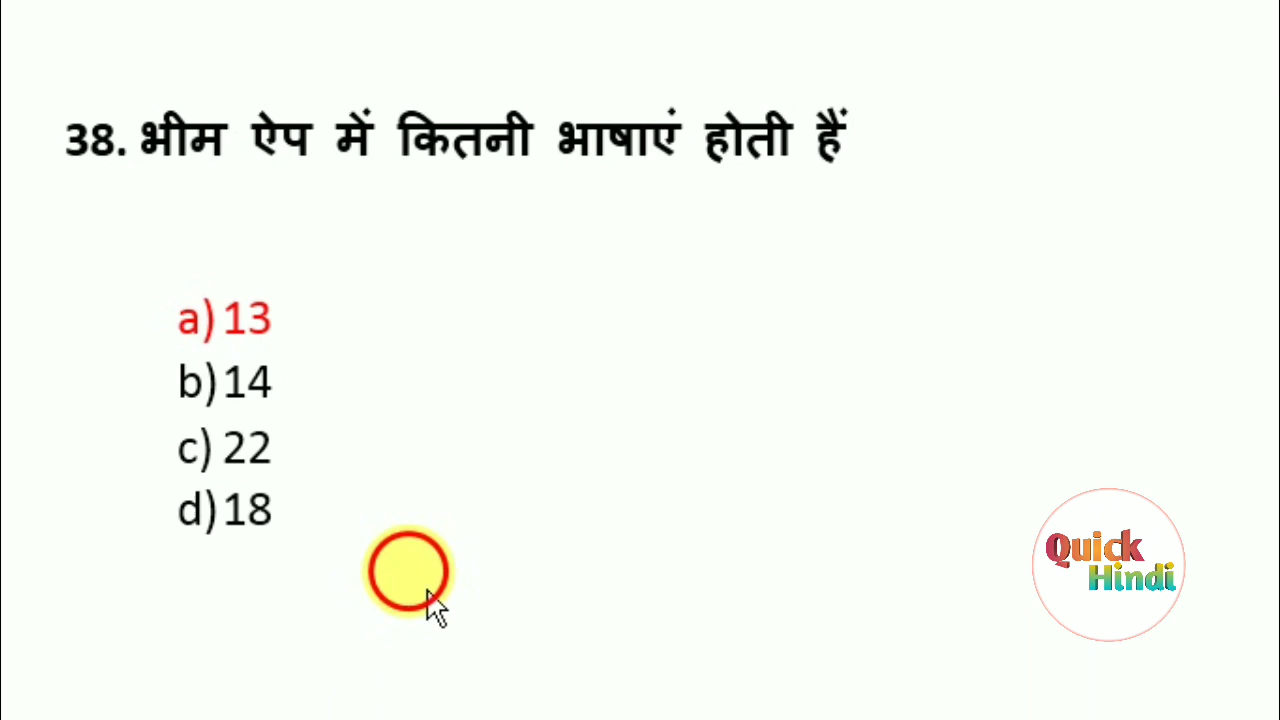 38. भीम ऐप में कितनी भाषाएं होती हैं
a) 13
b) 14
c) 22
d) 18
Quick
Hindi